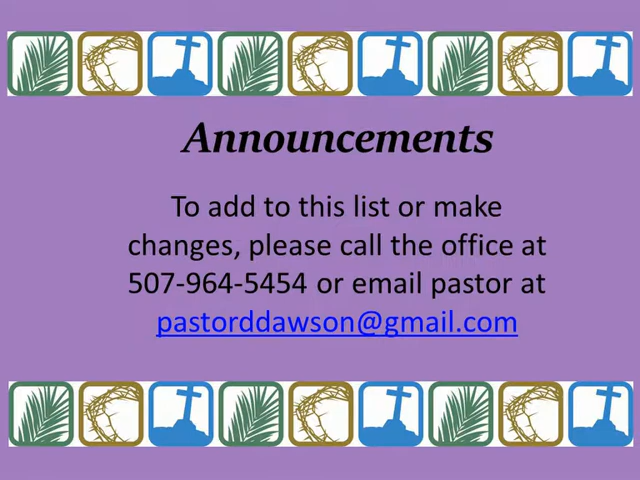 Announcements
To add to this list or make
changes, please call the office at
507-964-5454 or email pastor at
pastorddawson@gmail.com